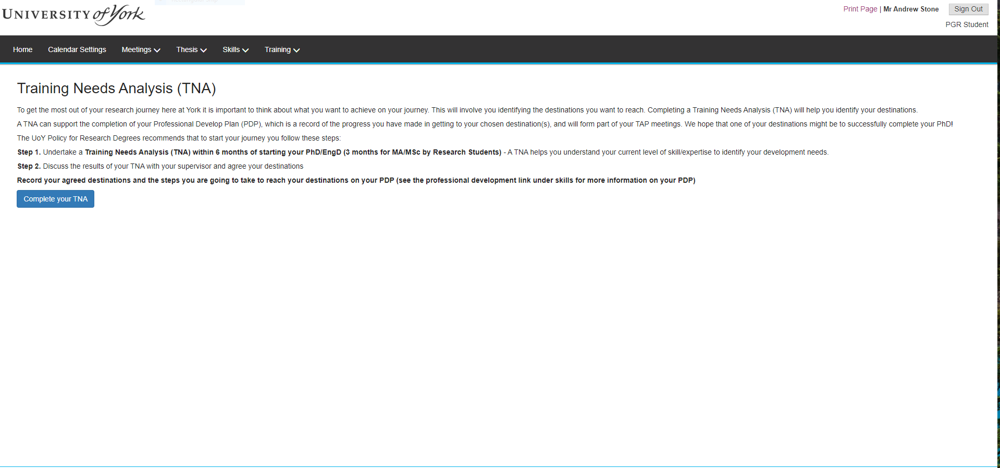 UNIVERSITY of York
Print Page | Mr Andrew Stone Sign Out
PGR Student
Home Calendar Settings Meetings Thesis Skills Training
Training Needs Analysis (TNA)
To get the most out of your research journey here at York it is important to think about what you want to achieve on your journey. This will involve you identifying the destinations you want to reach. Completing a Training Needs Analysis (TNA) will help you identify your destinations.
A TNA can support the completion of your Professional Develop Plan (PDP), which is a record of the progress you have made in getting to your chosen destination(s), and will form part of your TAP meetings. We hope that one of your destinations might be to successfully complete your PhD!
The UoY Policy for Research Degrees recommends that to start your journey you follow these steps:
Step 1. Undertake a Training Needs Analysis (TNA) within 6 months of starting your PhD/EngD (3 months for MA/MSc by Research Students) - A TNA helps you understand your current level of skill/expertise to identify your development needs.
Step 2. Discuss the results of your TNA with your supervisor and agree your destinations
Record your agreed destinations and the steps you are going to take to reach your destinations on your PDP (see the professional development link under skills for more information on your PDP)
Complete your TNA